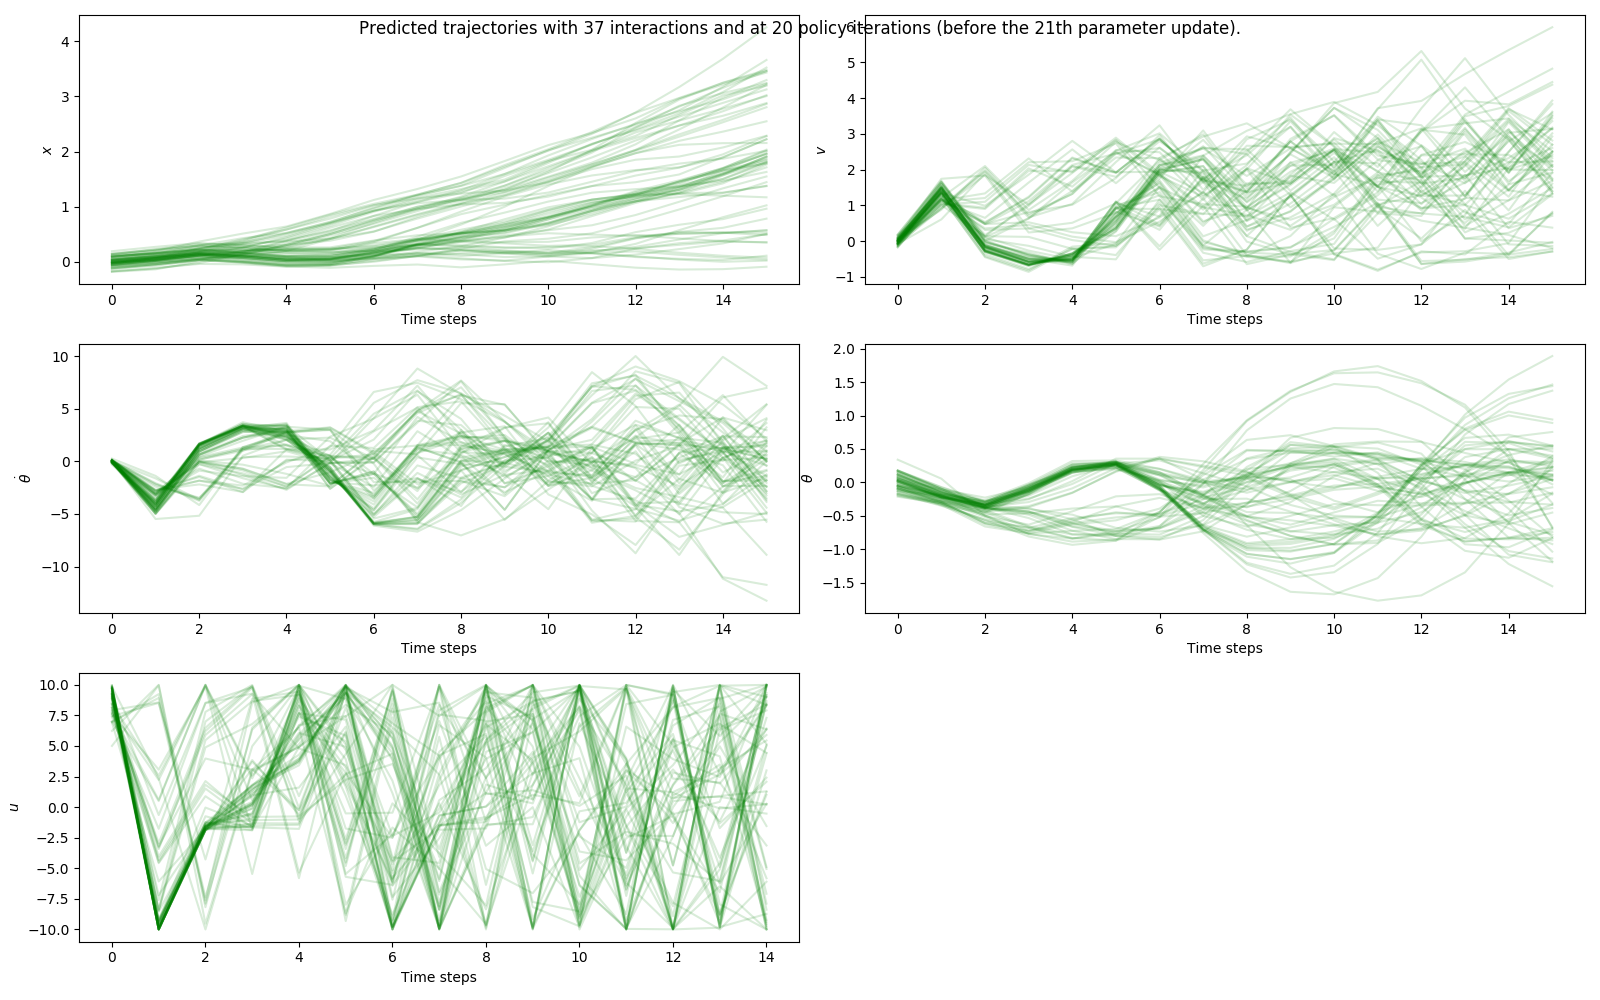 Predicted trajectories with 37 interactions and at 20 policy iterations (before the 21th parameter update).
4
3
2
1
0
x
0 2 4 6 8 10 12 14
Time steps
6
5
4
3
2
1
0
−1
v
0 2 4 6 8 10 12 14
Time steps
10
5
0
−5
−10
θ̇
0 2 4 6 8 10 12 14
Time steps
2.0
1.5
1.0
0.5
0.0
−0.5
−1.0
−1.5
θ
0 2 4 6 8 10 12 14
Time steps
10.0
7.5
5.0
2.5
0.0
−2.5
−5.0
−7.5
−10.0
u
0 2 4 6 8 10 12 14
Time steps